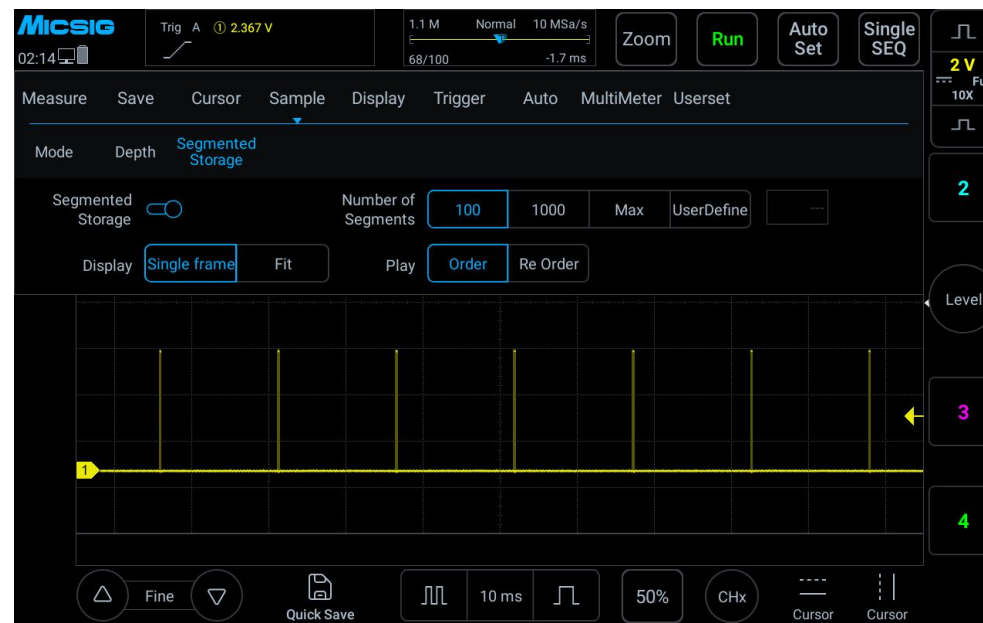 MICSIG
Trig A ① 2.367 V
1.1 M Normal 10 MSa/s
68/100 -1.7 ms
02:14
Zoom
Run
Auto
Set
Single
SEQ
2 V
Fu
10X
Measure Save Cursor Sample Display Trigger Auto MultiMeter Userset
Mode Depth Segmented
Storage
Segmented
Storage
Number of
Segments
100 1000 Max UserDefine ---
Display Single frame Fit
Play Order Re Order
2
Level
3
4
1
Fine
Quick Save
10 ms
50%
CHx
Cursor
Cursor